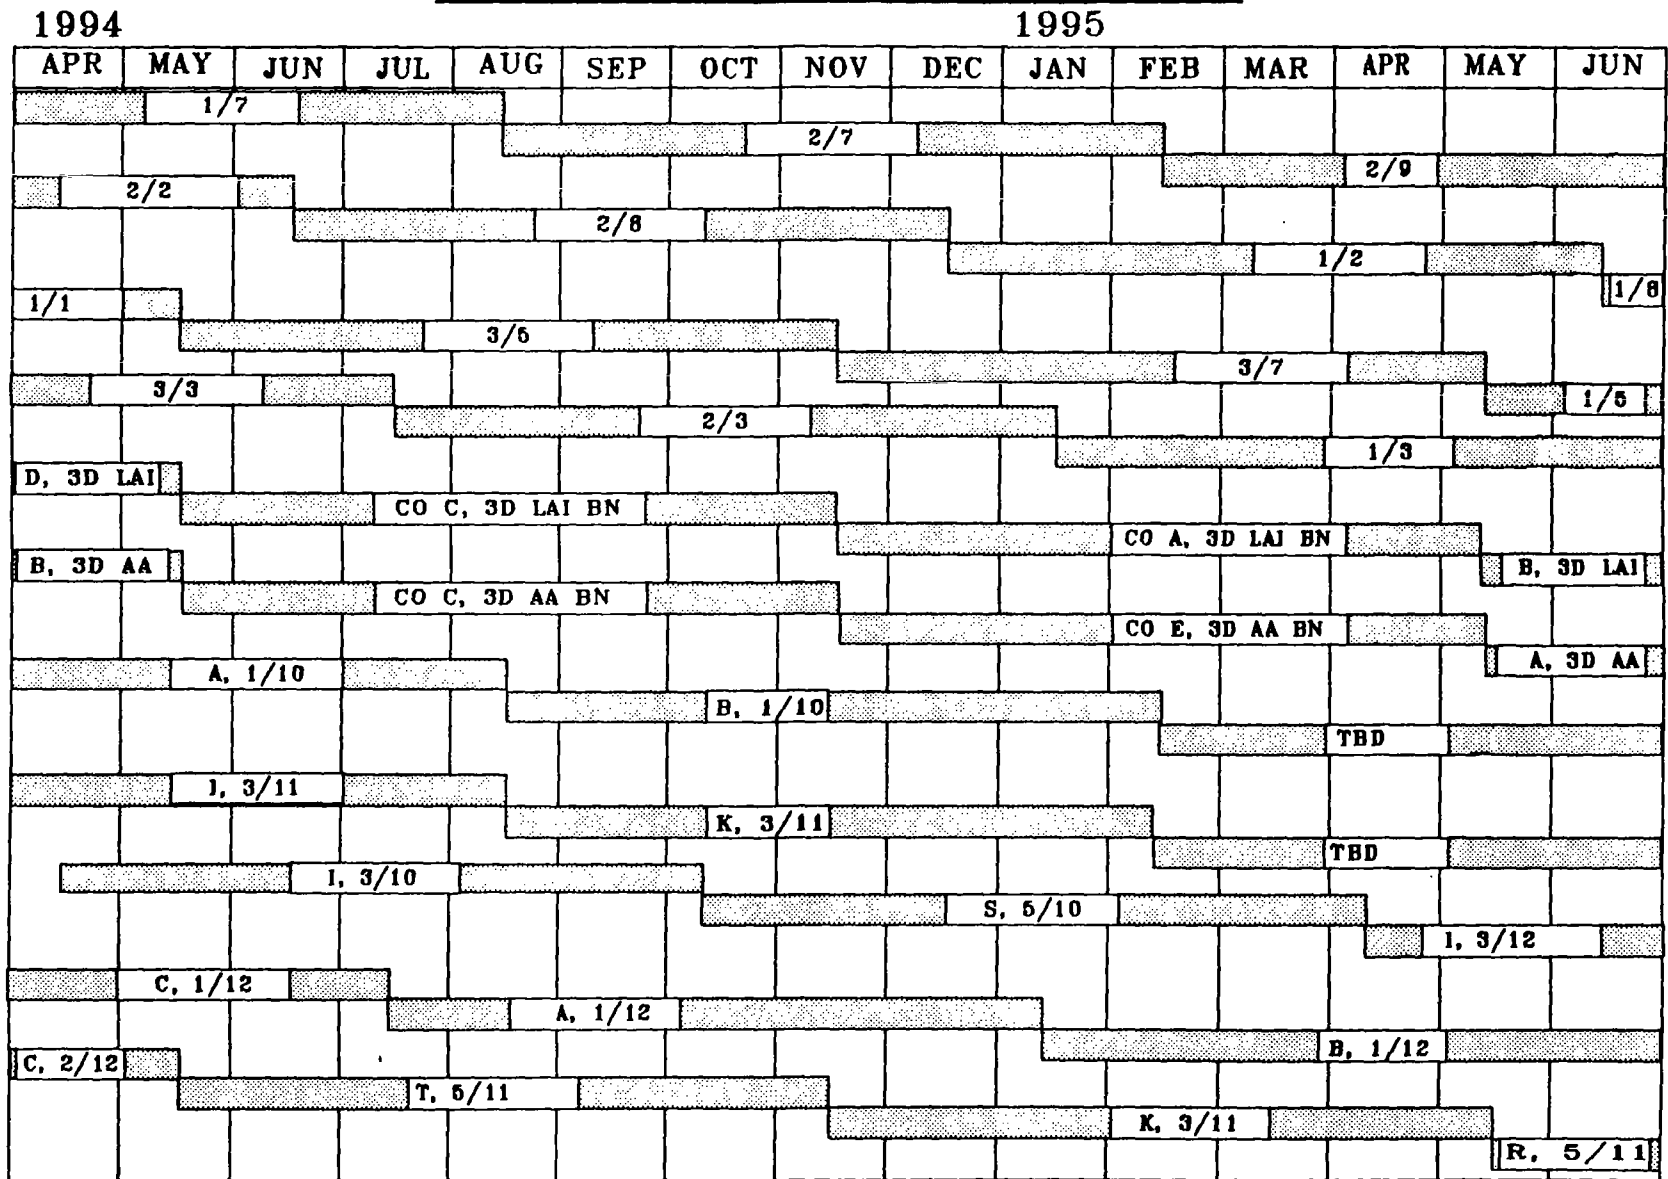 1994 1995
APR MAY JUN JUL AUG SEP OCT NOV DEC JAN FEB MAR APR MAY JUN
1/7
2/7
2/9
2/2
2/8
1/2
1/8
1/1
3/5
3/7
1/5
3/3
2/3
1/3
D, 3D LAI
CO C, 3D LAI BN
CO A, 3D LAI BN
B, 3D LAI
B, 3D AA
CO C, 3D AA BN
CO E, 3D AA BN
A, 3D AA
A, 1/10
B, 1/10
TBD
I, 3/11
K, 3/11
TBD
I, 3/10
S, 5/10
I, 3/12
C, 1/12
A, 1/12
B, 1/12
C, 2/12
T, 5/11
K, 3/11
R, 5/11